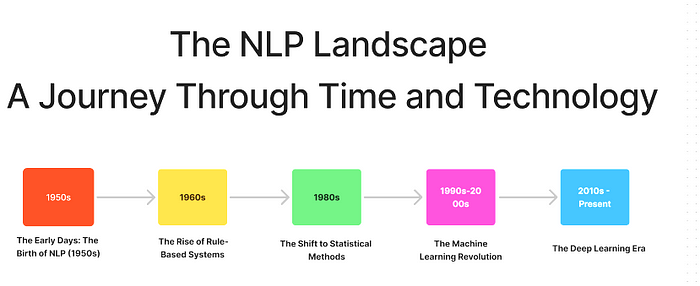 The NLP Landscape
A Journey Through Time and Technology
1950s
1960s
1980s
1990s-20
00s
2010s -
Present
The Early Days: The
Birth of NLP (1950s)
The Rise of Rule-
Based Systems
The Shift to Statistical
Methods
The Machine
Learning Revolution
The Deep Learning Era